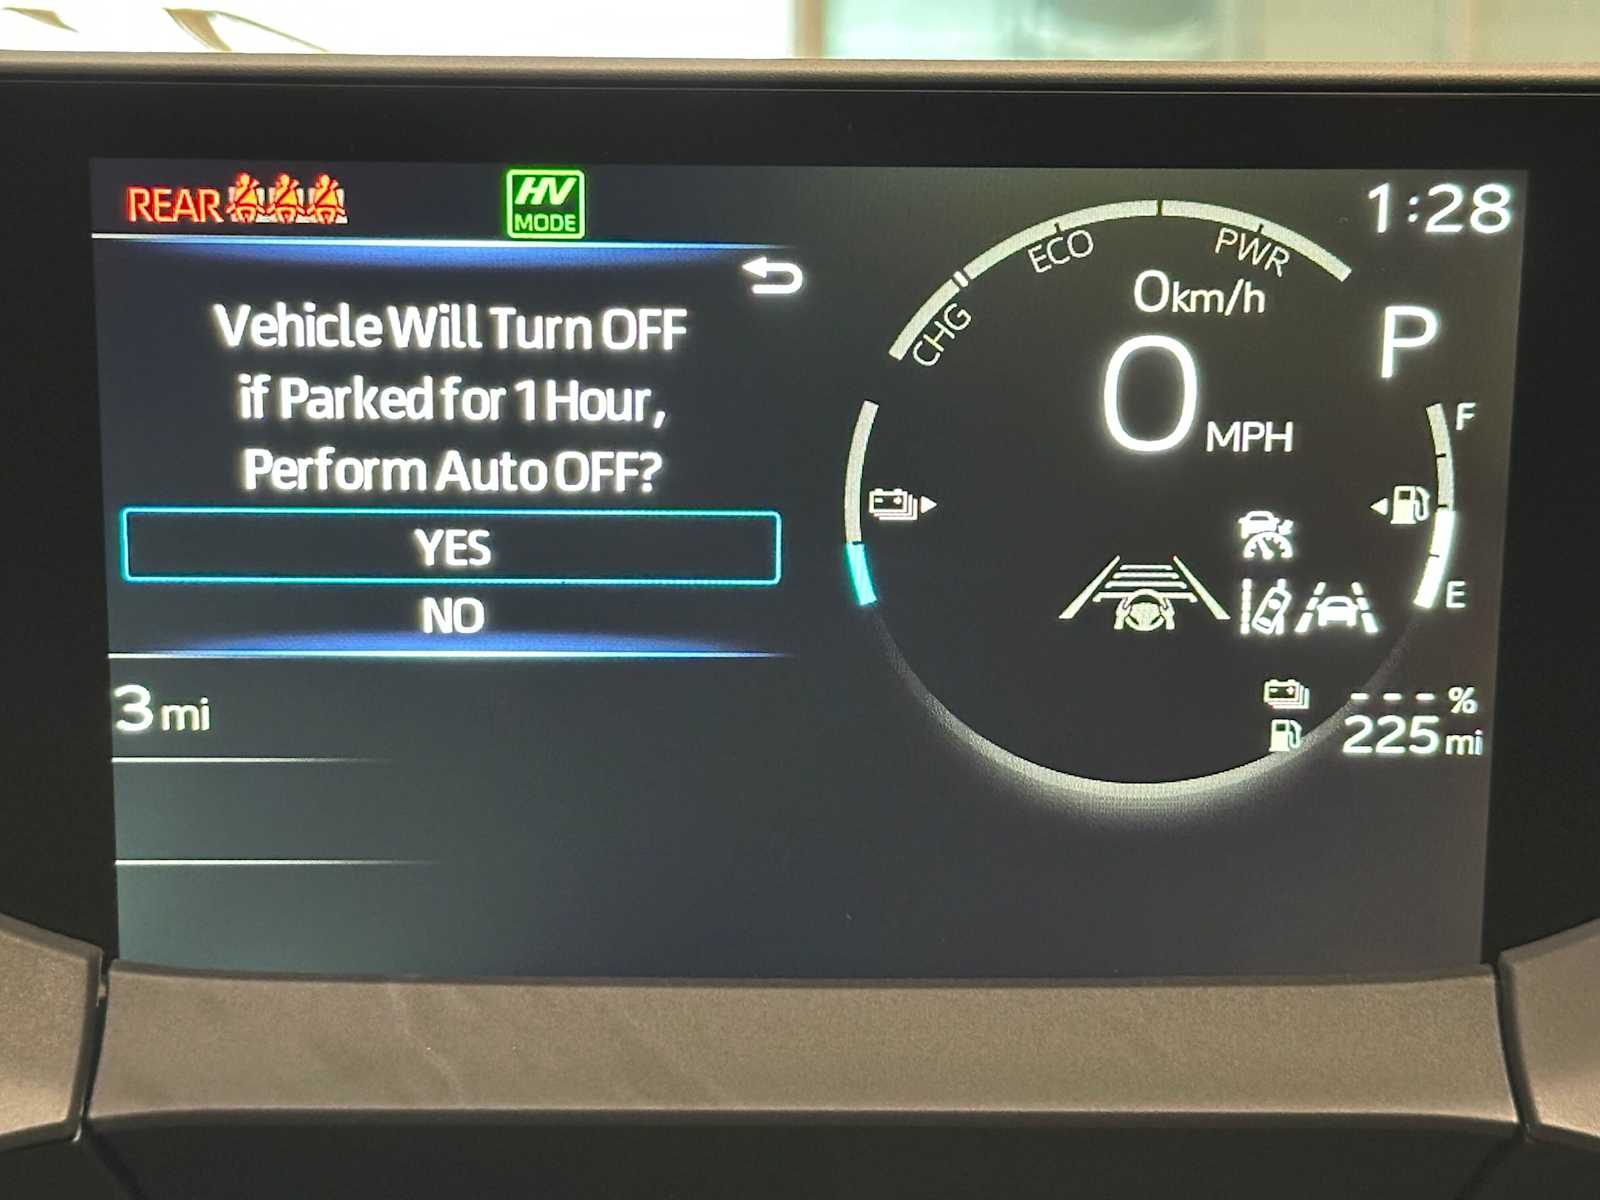 REAR
HV
MODE
1:28
Vehicle Will Turn OFF
if Parked for 1 Hour,
Perform Auto OFF?
YES
NO
3 mi
CHG
ECO
PWR
0 km/h
0 MPH
P
F
E
--- %
225 mi